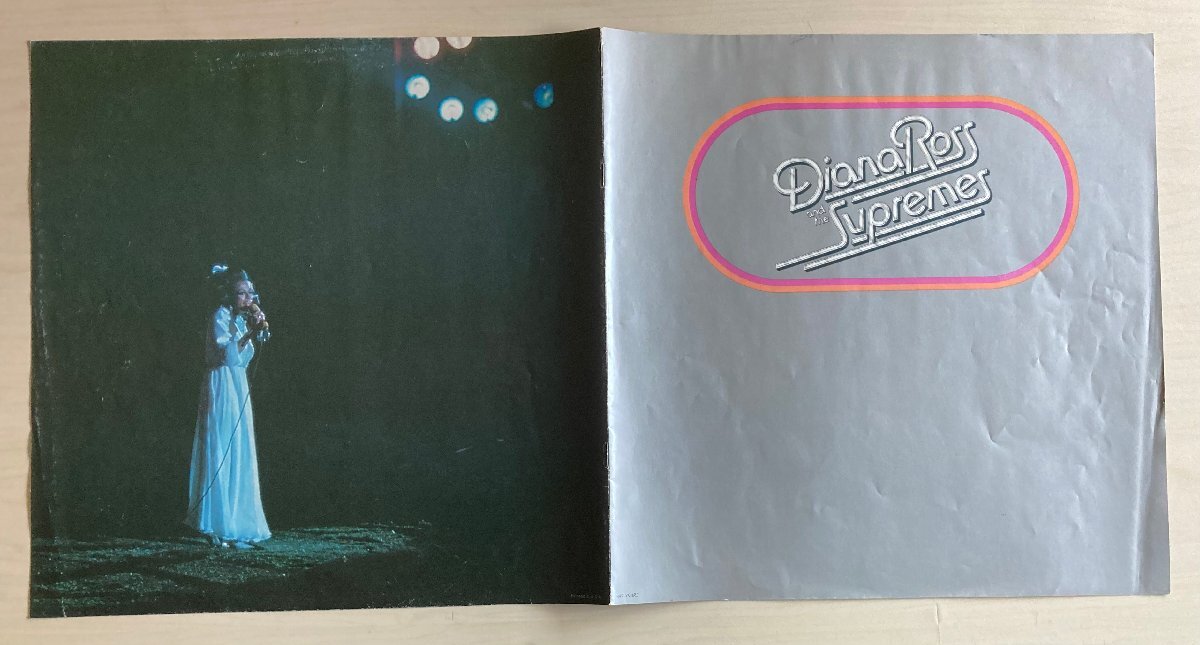 Diana Ross
and the
Supremes